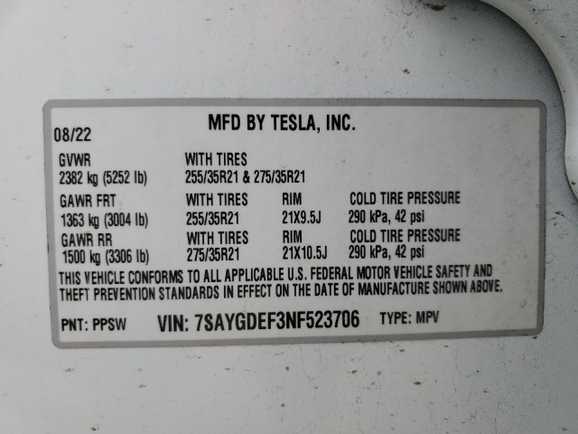 MFD BY TESLA, INC.
08/22
GVWR WITH TIRES
2382 kg (5252 lb) 255/35R21 & 275/35R21
GAWR FRT WITH TIRES RIM COLD TIRE PRESSURE
1363 kg (3004 lb) 255/35R21 21X9.5J 290 kPa, 42 psi
GAWR RR WITH TIRES RIM COLD TIRE PRESSURE
1500 kg (3306 lb) 275/35R21 21X10.5J 290 kPa, 42 psi
THIS VEHICLE CONFORMS TO ALL APPLICABLE U.S. FEDERAL MOTOR VEHICLE SAFETY AND
THEFT PREVENTION STANDARDS IN EFFECT ON THE DATE OF MANUFACTURE SHOWN ABOVE.
PNT: PPSW VIN: 7SAYGDEF3NF523706 TYPE: MPV